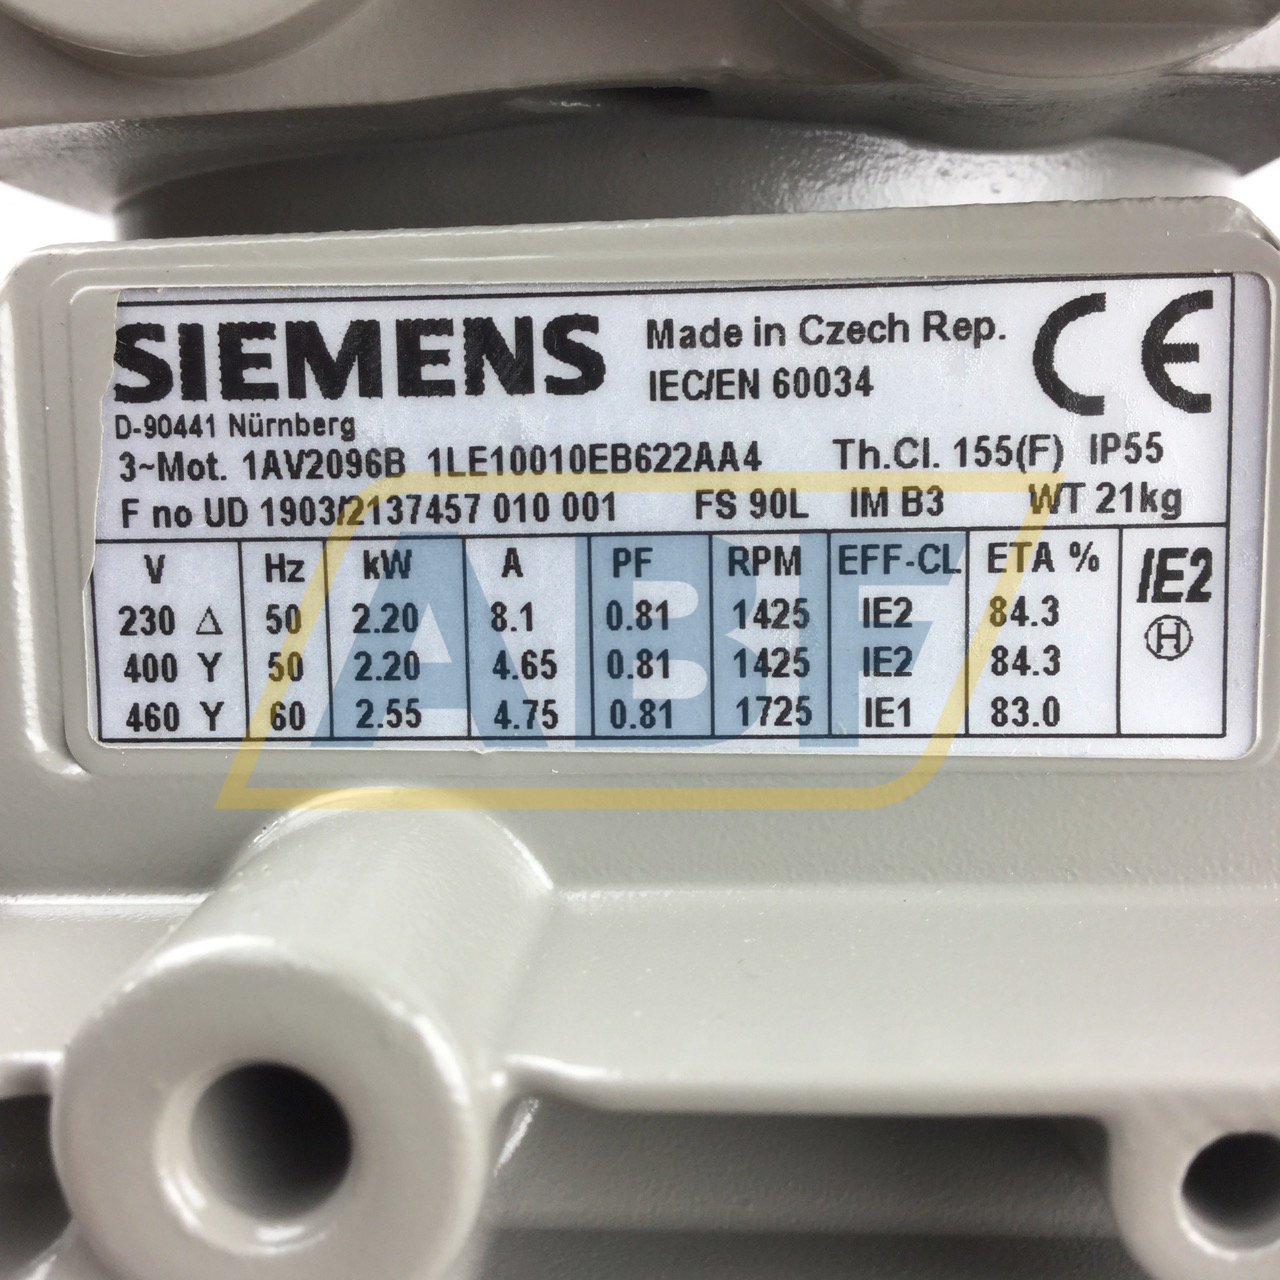 SIEMENS Made in Czech Rep. CE
IEC/EN 60034
D-90441 Nürnberg
3~Mot. 1AV2096B 1LE10010EB622AA4 Th.Cl. 155(F) IP55
F no UD 1903/2137457 010 001 FS 90L IM B3 WT 21kg
V Hz kW A PF RPM EFF-CL ETA % IE2
230 Δ 50 2.20 8.1 0.81 1425 IE2 84.3 H
400 Y 50 2.20 4.65 0.81 1425 IE2 84.3
460 Y 60 2.55 4.75 0.81 1725 IE1 83.0
ABF